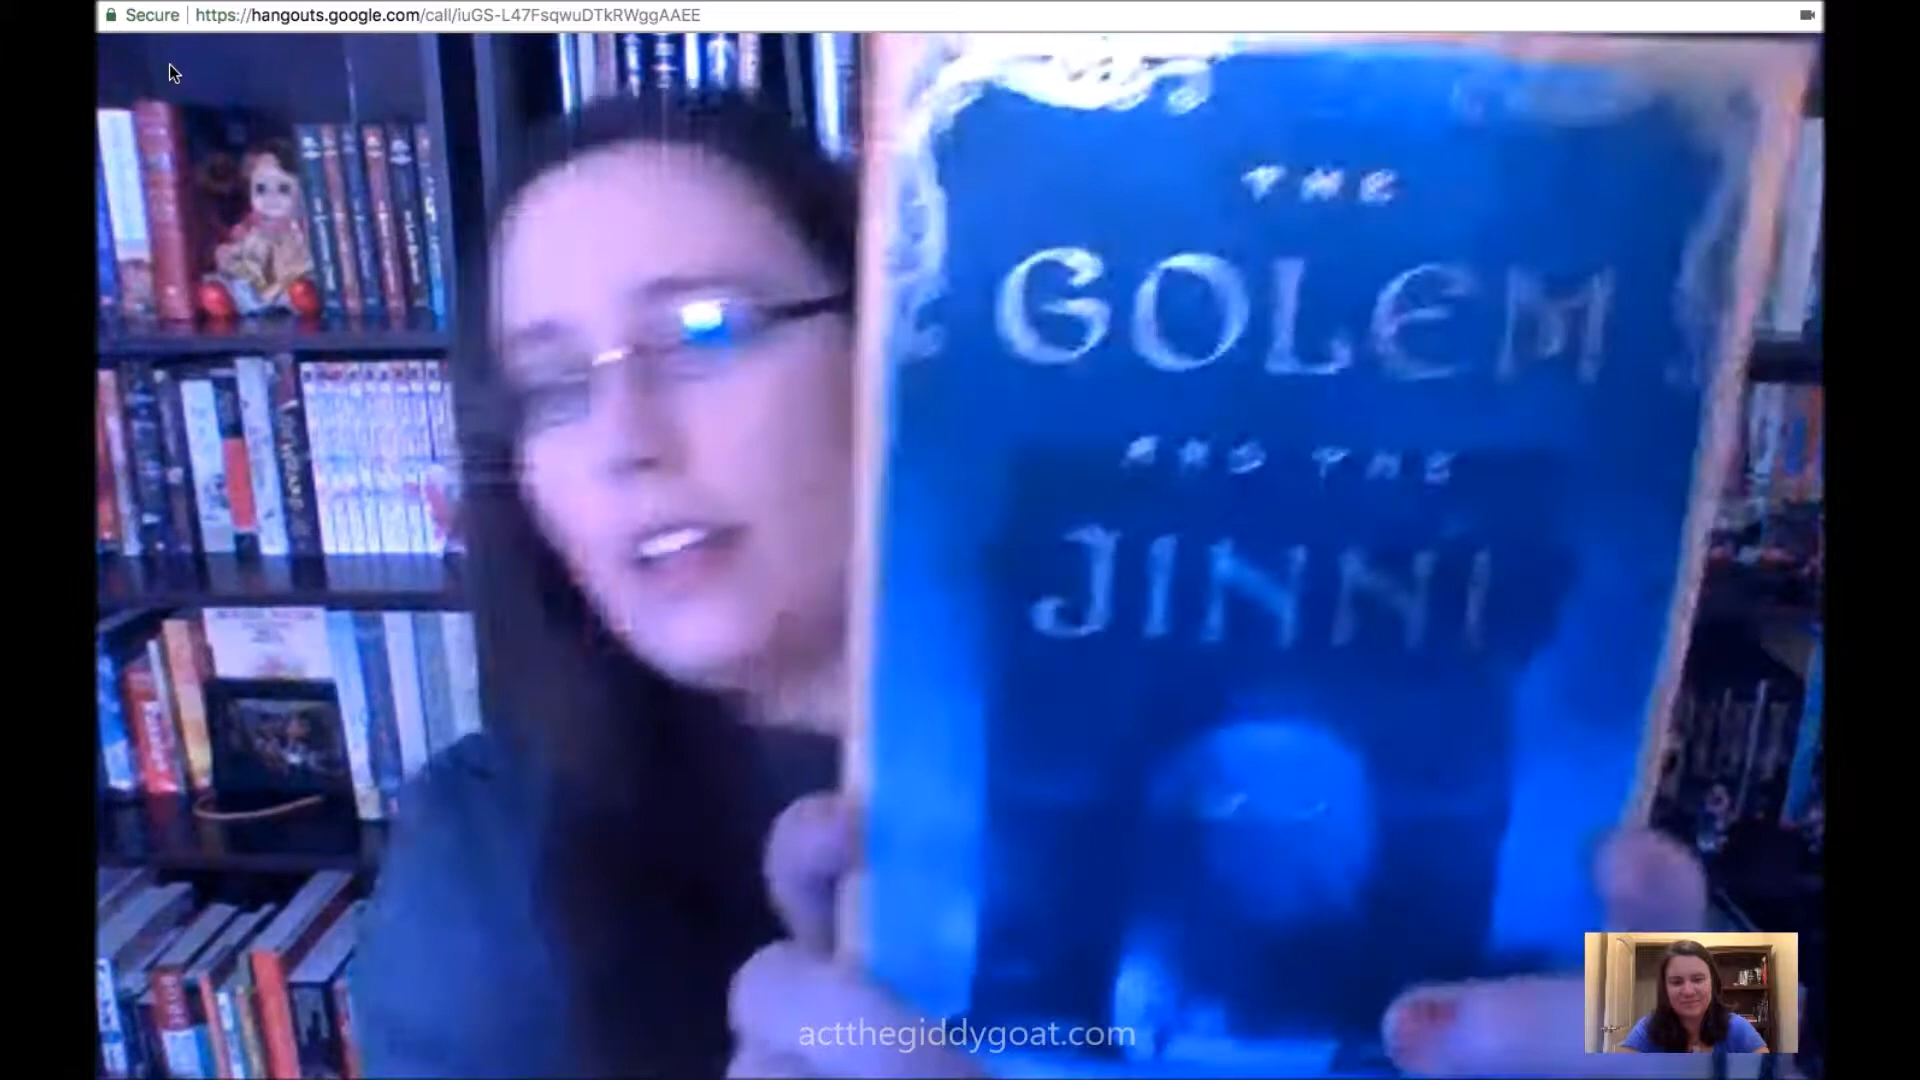 Secure https://hangouts.google.com/call/iuGS-L47FsqwuDTkRWggAAEE
THE
GOLEM
AND THE
JINNI
actthegiddygoat.com